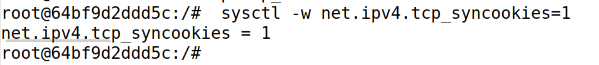 root@64bf9d2ddd5c:/#  sysctl -w net.ipv4.tcp_syncookies=1
net.ipv4.tcp_syncookies = 1
root@64bf9d2ddd5c:/#